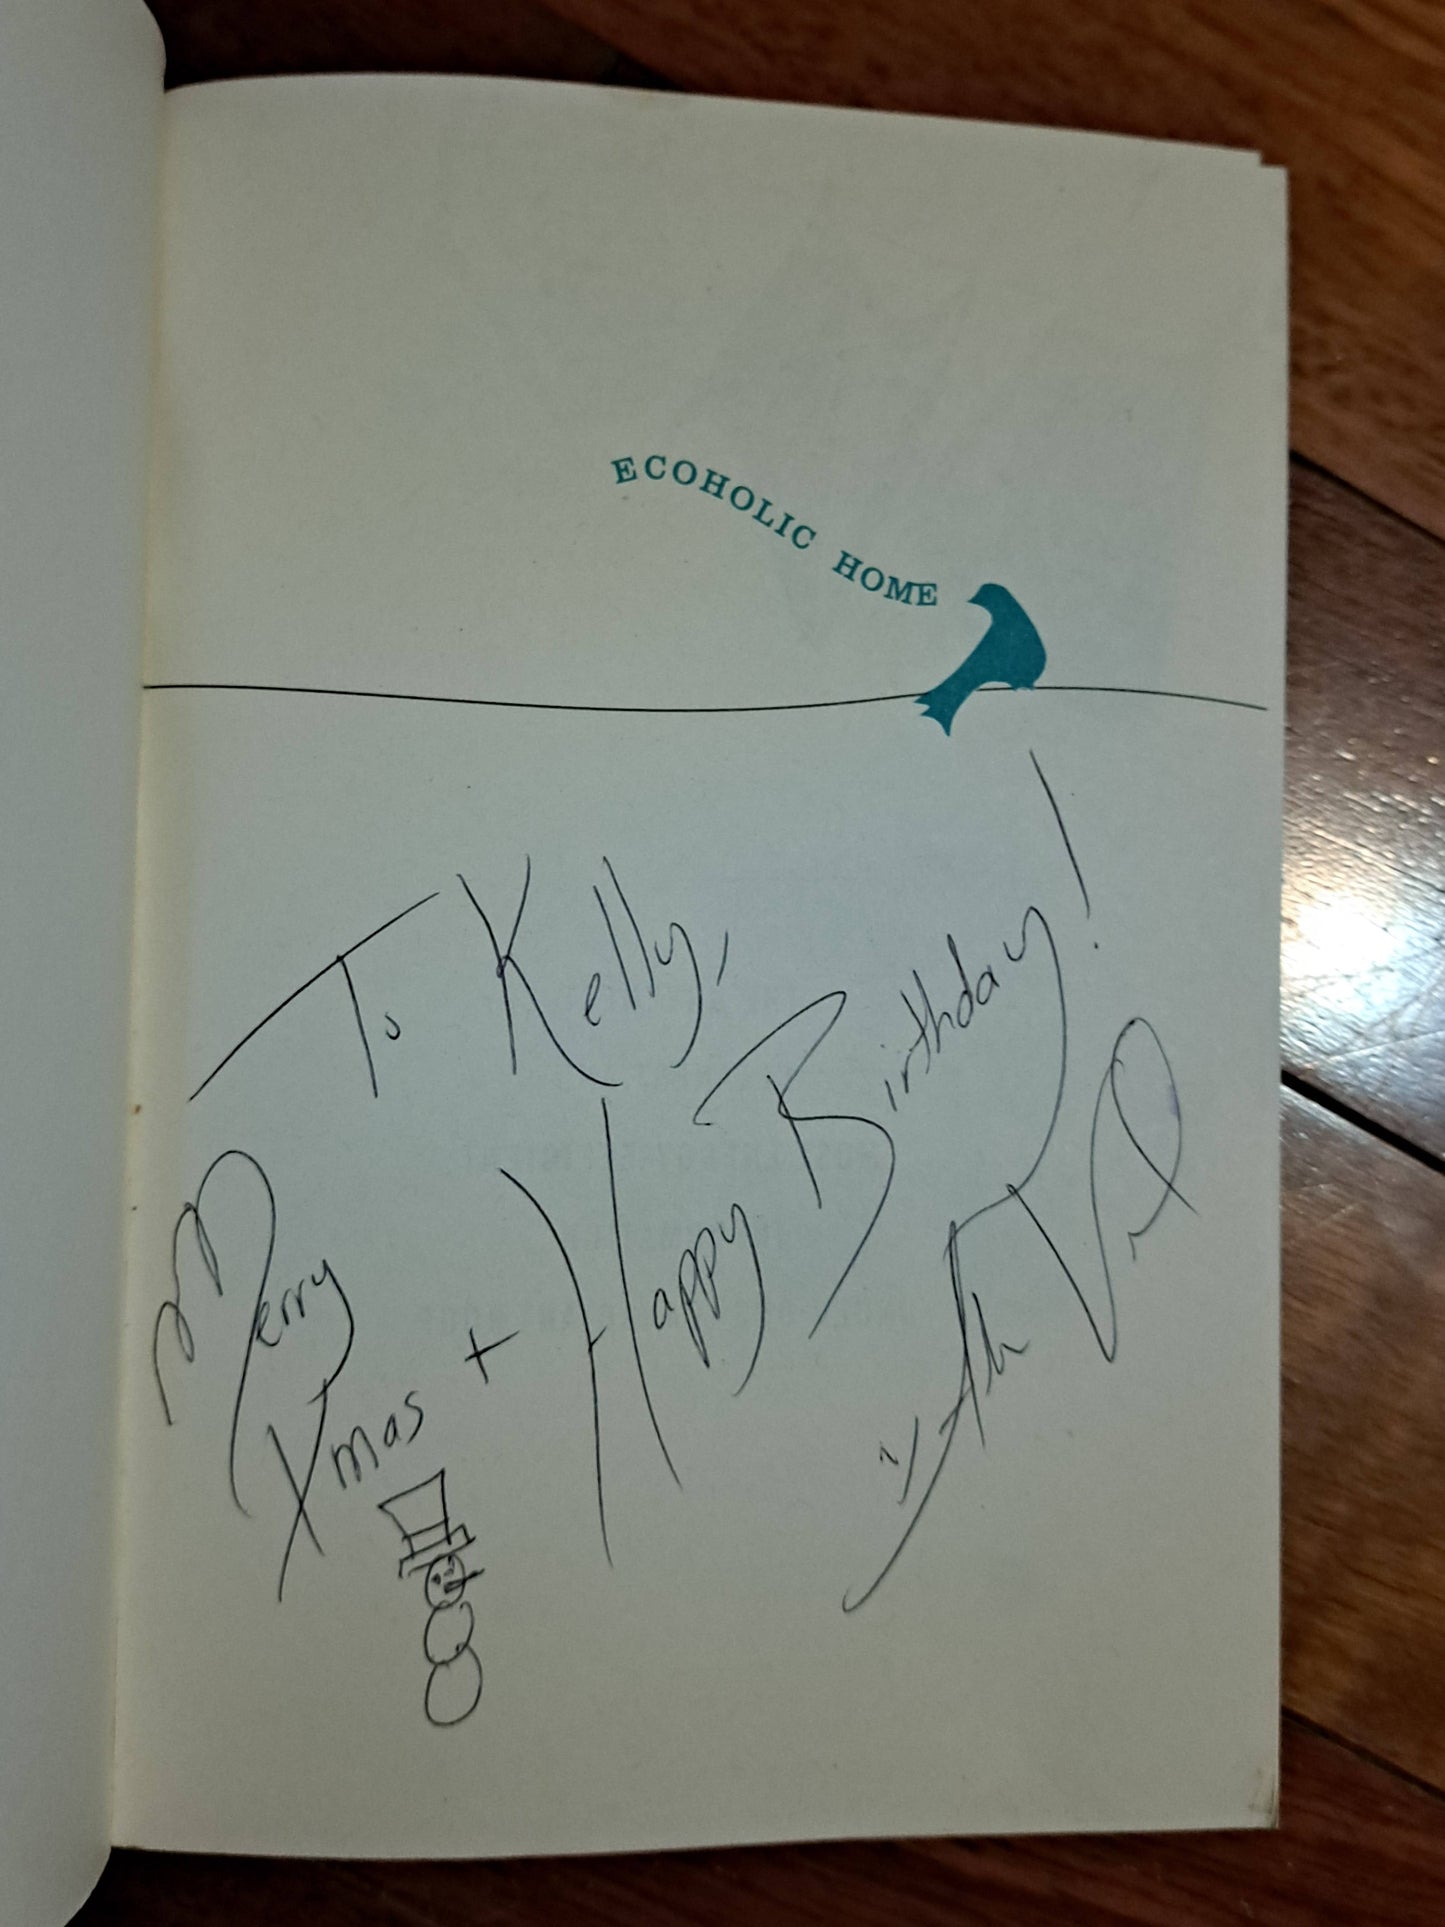 ECOHOLIC HOME
To Kelly,
Merry Xmas + Happy Birthday!